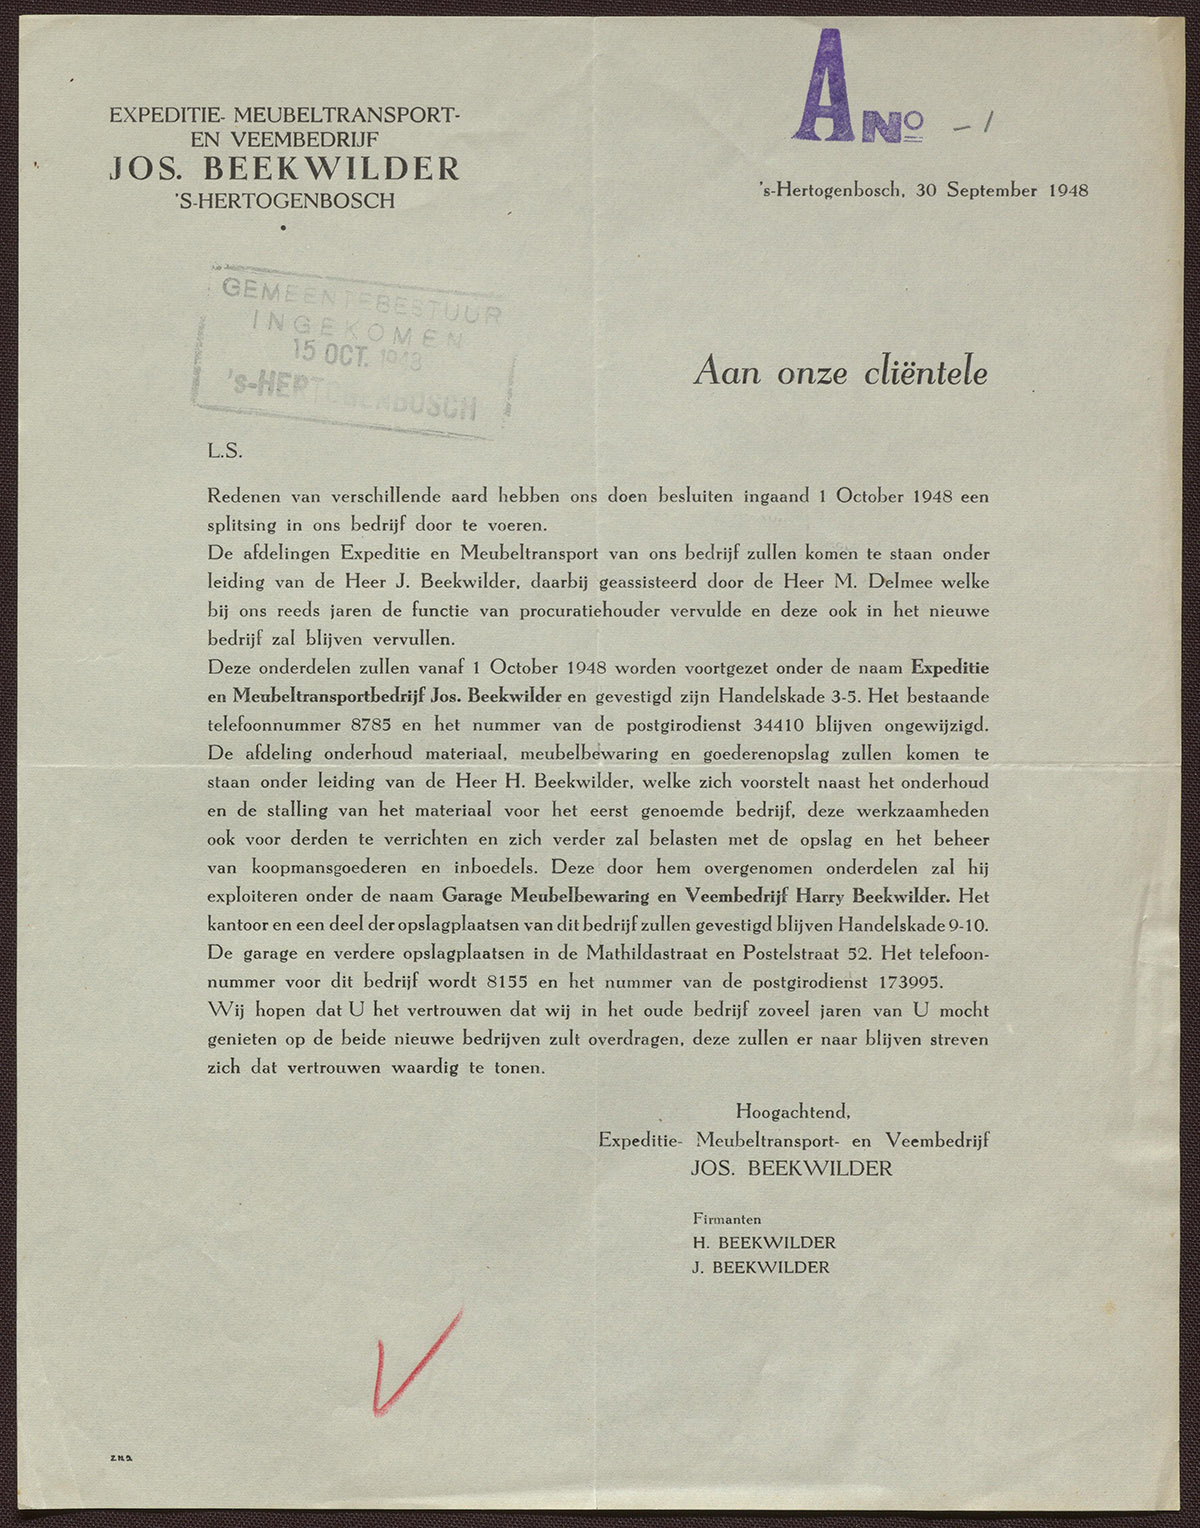 EXPEDITIE- MEUBELTRANSPORT-
EN VEEMBEDRIJF
JOS. BEEKWILDER
'S-HERTOGENBOSCH
A No - 1
's-Hertogenbosch, 30 September 1948
GEMEENTEBESTUUR
INGEKOMEN
15 OCT. 1948
's-HERTOGENBOSCH
Aan onze cliëntele
L.S.
Redenen van verschillende aard hebben ons doen besluiten ingaand 1 October 1948 een
splitsing in ons bedrijf door te voeren.
De afdelingen Expeditie en Meubeltransport van ons bedrijf zullen komen te staan onder
leiding van de Heer J. Beekwilder, daarbij geassisteerd door de Heer M. Delmee welke
bij ons reeds jaren de functie van procuratiehouder vervulde en deze ook in het nieuwe
bedrijf zal blijven vervullen.
Deze onderdelen zullen vanaf 1 October 1948 worden voortgezet onder de naam Expeditie
en Meubeltransportbedrijf Jos. Beekwilder en gevestigd zijn Handelskade 3-5. Het bestaande
telefoonnummer 8785 en het nummer van de postgirodienst 34410 blijven ongewijzigd.
De afdeling onderhoud materiaal, meubelbewaring en goederenopslag zullen komen te
staan onder leiding van de Heer H. Beekwilder, welke zich voorstelt naast het onderhoud
en de stalling van het materiaal voor het eerst genoemde bedrijf, deze werkzaamheden
ook voor derden te verrichten en zich verder zal belasten met de opslag en het beheer
van koopmansgoederen en inboedels. Deze door hem overgenomen onderdelen zal hij
exploiteren onder de naam Garage Meubelbewaring en Veembedrijf Harry Beekwilder. Het
kantoor en een deel der opslagplaatsen van dit bedrijf zullen gevestigd blijven Handelskade 9-10.
De garage en verdere opslagplaatsen in de Mathildastraat en Postelstraat 52. Het telefoon-
nummer voor dit bedrijf wordt 8155 en het nummer van de postgirodienst 173995.
Wij hopen dat U het vertrouwen dat wij in het oude bedrijf zoveel jaren van U mocht
genieten op de beide nieuwe bedrijven zult overdragen, deze zullen er naar blijven streven
zich dat vertrouwen waardig te tonen.
Hoogachtend,
Expeditie- Meubeltransport- en Veembedrijf
JOS. BEEKWILDER
Firmanten
H. BEEKWILDER
J. BEEKWILDER
Z.H.D.